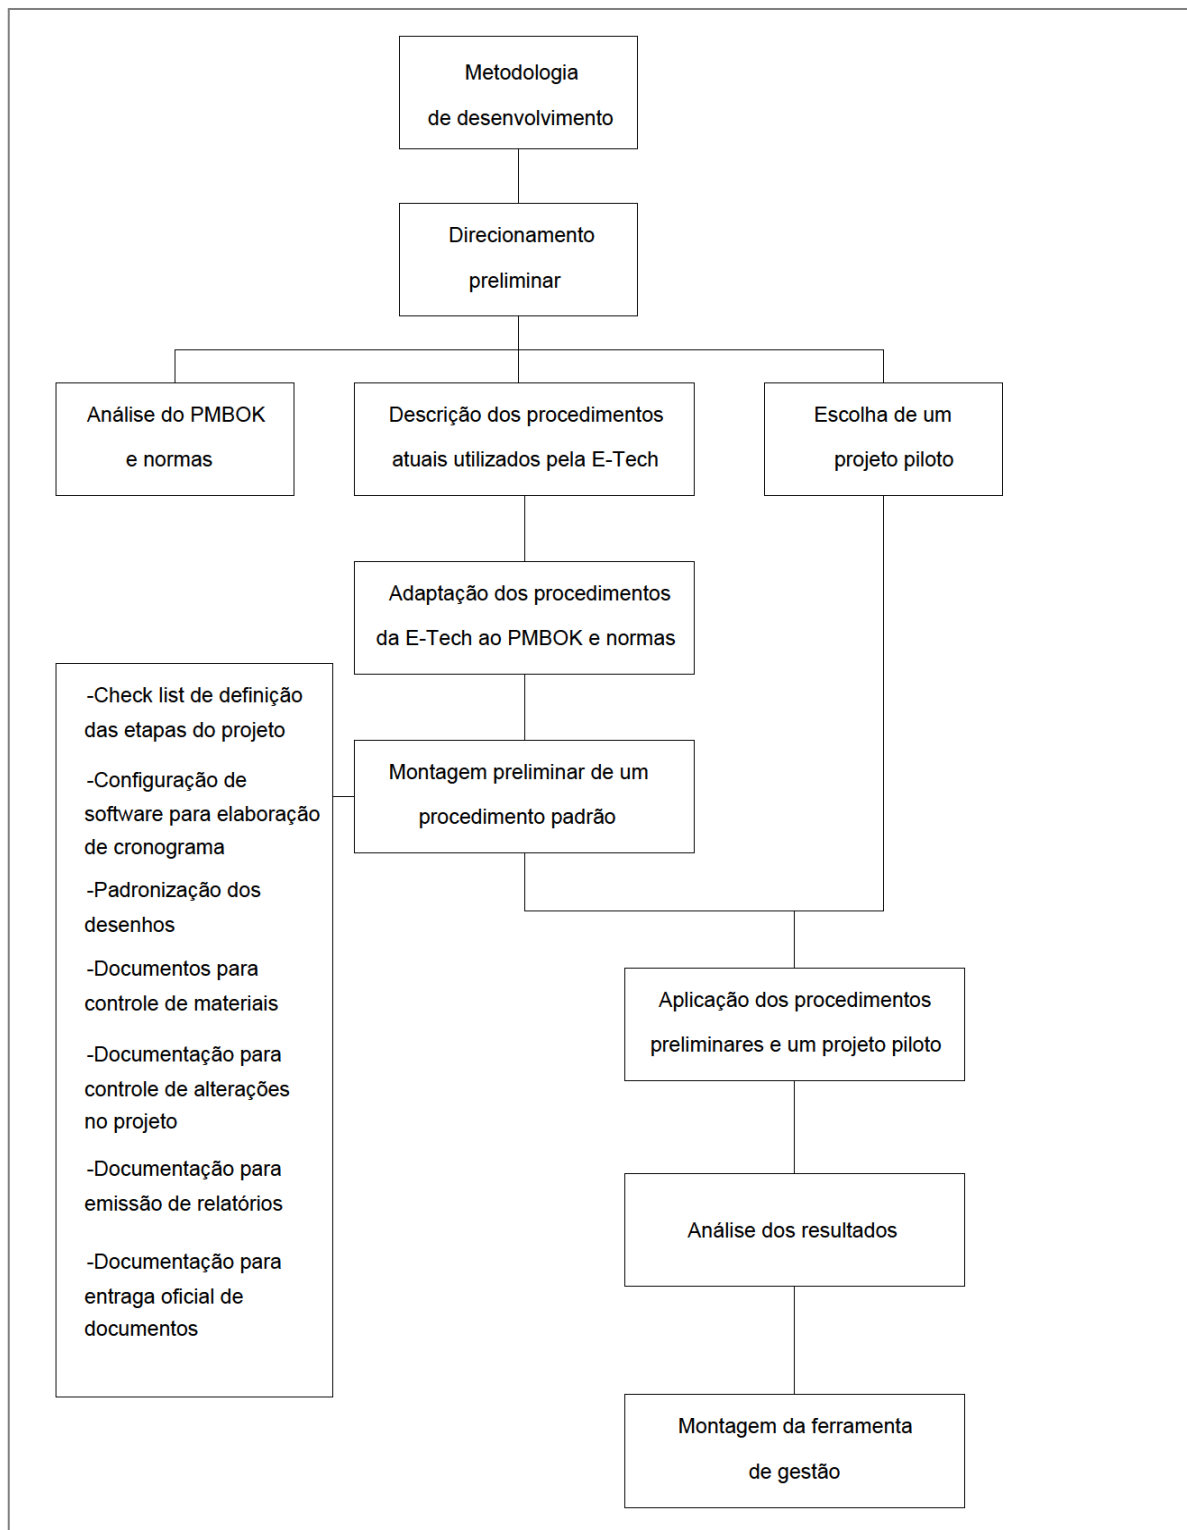 Metodologia
de desenvolvimento
Direcionamento
preliminar
Análise do PMBOK
e normas
Descrição dos procedimentos
atuais utilizados pela E-Tech
Escolha de um
projeto piloto
Adaptação dos procedimentos
da E-Tech ao PMBOK e normas
-Check list de definição
das etapas do projeto
-Configuração de
software para elaboração
de cronograma
-Padronização dos
desenhos
-Documentos para
controle de materiais
-Documentação para
controle de alterações
no projeto
-Documentação para
emissão de relatórios
-Documentação para
entraga oficial de
documentos
Montagem preliminar de um
procedimento padrão
Aplicação dos procedimentos
preliminares e um projeto piloto
Análise dos resultados
Montagem da ferramenta
de gestão